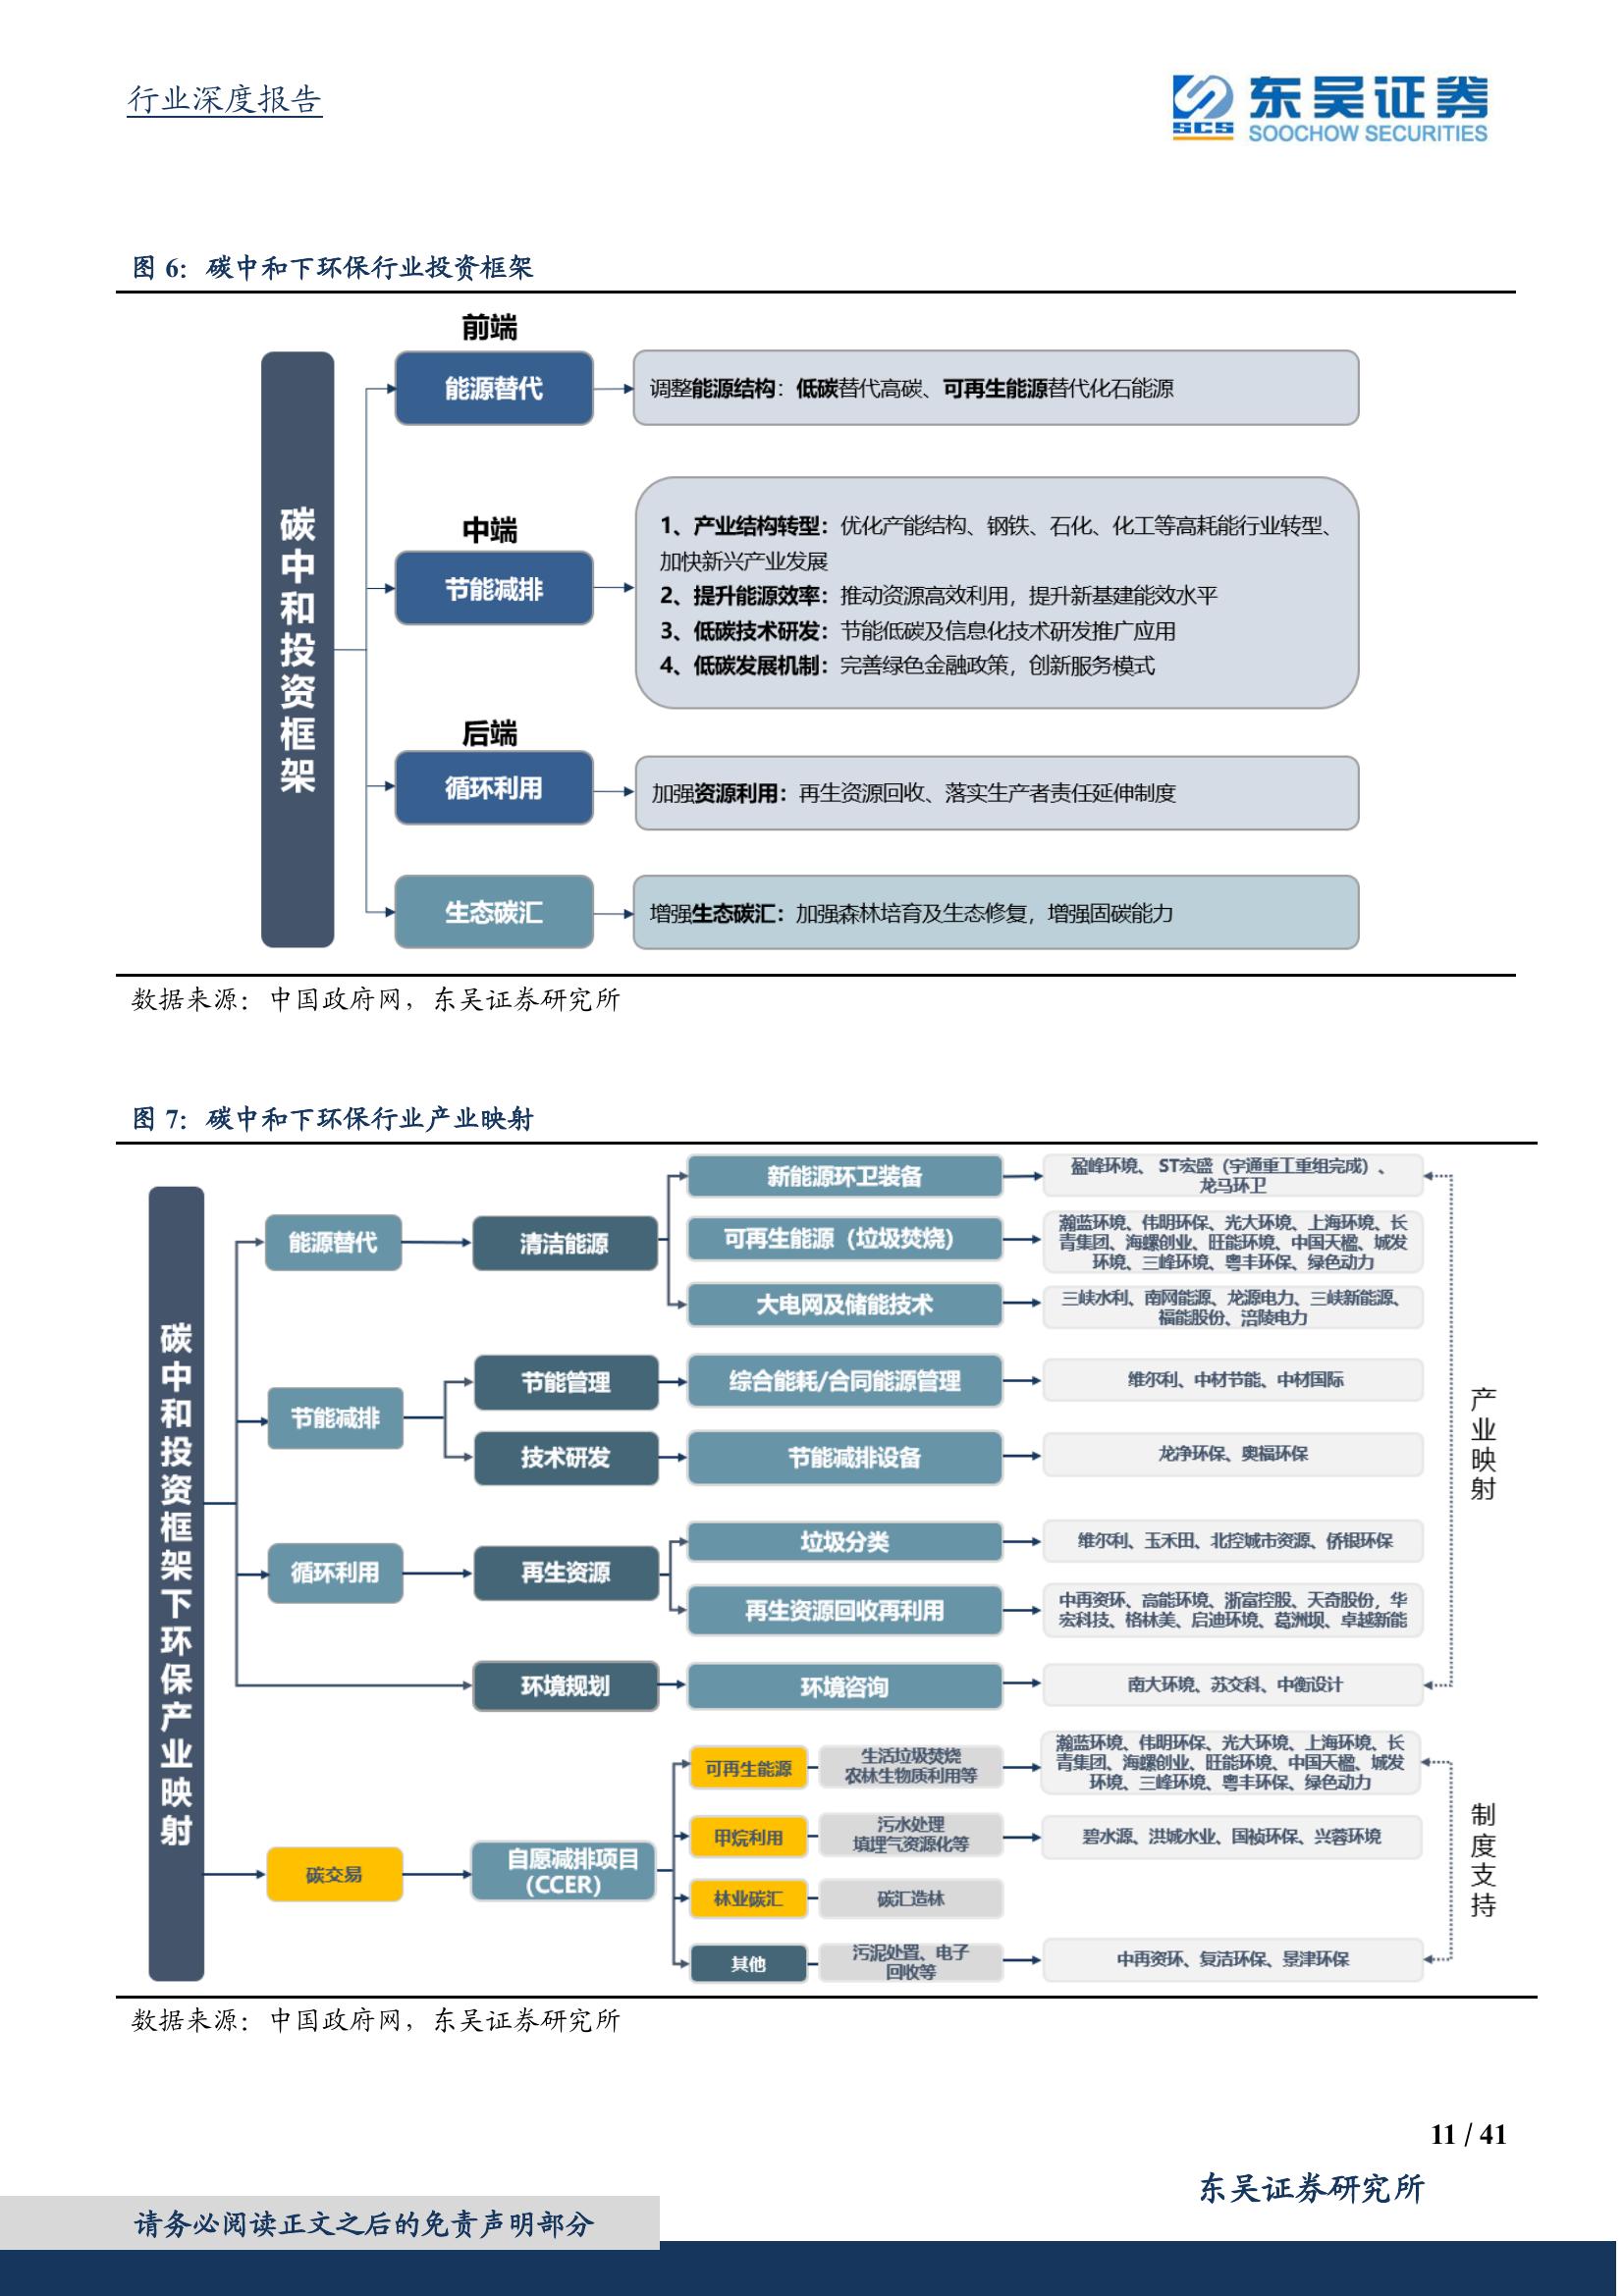 行业深度报告
东吴证券
SCS
SOOCHOW SECURITIES
图 6：碳中和下环保行业投资框架
碳中和投资框架
前端
能源替代
调整能源结构：低碳替代高碳、可再生能源替代化石能源
中端
节能减排
1、产业结构转型：优化产能结构、钢铁、石化、化工等高耗能行业转型、
加快新兴产业发展
2、提升能源效率：推动资源高效利用，提升新基建能效水平
3、低碳技术研发：节能低碳及信息化技术研发推广应用
4、低碳发展机制：完善绿色金融政策，创新服务模式
后端
循环利用
加强资源利用：再生资源回收、落实生产者责任延伸制度
生态碳汇
增强生态碳汇：加强森林培育及生态修复，增强固碳能力
数据来源：中国政府网，东吴证券研究所
图 7：碳中和下环保行业产业映射
碳中和投资框架下环保产业映射
能源替代
清洁能源
新能源环卫装备
盈峰环境、 ST宏盛（宇通重工重组完成）、
龙马环卫
可再生能源（垃圾焚烧）
瀚蓝环境、伟明环保、光大环境、上海环境、长
青集团、海螺创业、旺能环境、中国天楹、城发
环境、三峰环境、粤丰环保、绿色动力
大电网及储能技术
三峡水利、南网能源、龙源电力、三峡新能源、
福能股份、涪陵电力
节能减排
节能管理
综合能耗/合同能源管理
维尔利、中材节能、中材国际
技术研发
节能减排设备
龙净环保、奥福环保
循环利用
再生资源
垃圾分类
维尔利、玉禾田、北控城市资源、侨银环保
再生资源回收再利用
中再资环、高能环境、浙富控股、天奇股份，华
宏科技、格林美、启迪环境、葛洲坝、卓越新能
环境规划
环境咨询
南大环境、苏交科、中衡设计
产业映射
碳交易
自愿减排项目
（CCER）
可再生能源
生活垃圾焚烧
农林生物质利用等
瀚蓝环境、伟明环保、光大环境、上海环境、长
青集团、海螺创业、旺能环境、中国天楹、城发
环境、三峰环境、粤丰环保、绿色动力
甲烷利用
污水处理
填埋气资源化等
碧水源、洪城水业、国祯环保、兴蓉环境
林业碳汇
碳汇造林
其他
污泥处置、电子
回收等
中再资环、复洁环保、景津环保
制度支持
数据来源：中国政府网，东吴证券研究所
11 / 41
东吴证券研究所
请务必阅读正文之后的免责声明部分